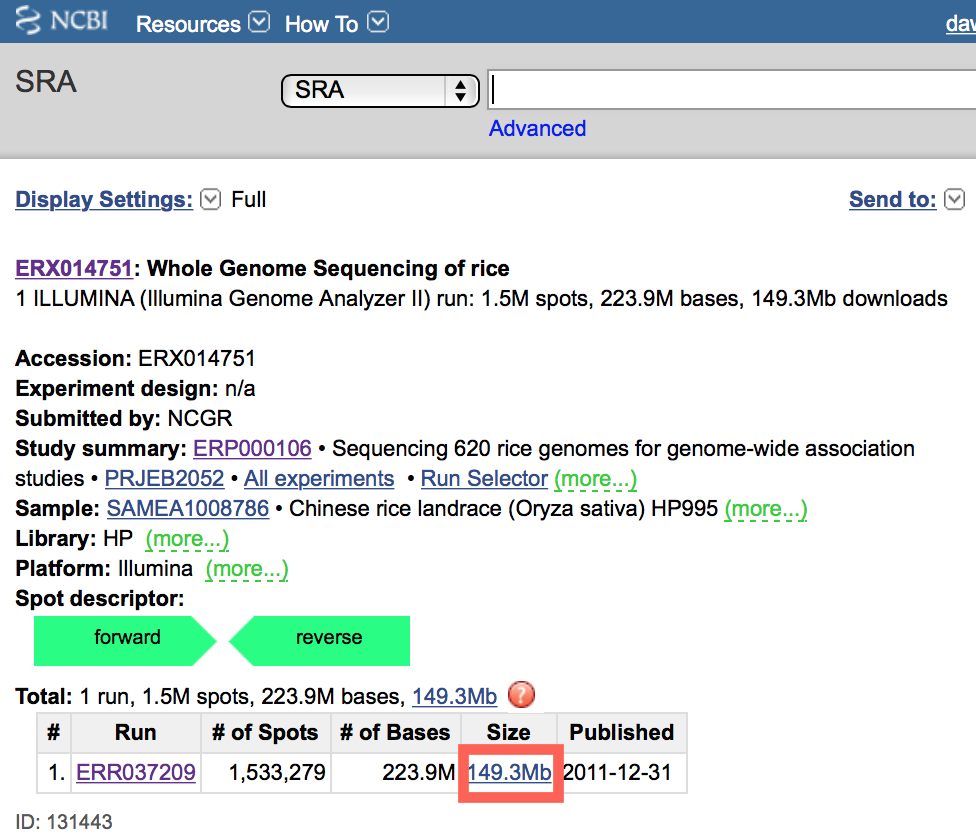 NCBI Resources How To
SRA SRA
Advanced
Display Settings: Full Send to:
ERX014751: Whole Genome Sequencing of rice
1 ILLUMINA (Illumina Genome Analyzer II) run: 1.5M spots, 223.9M bases, 149.3Mb downloads
Accession: ERX014751
Experiment design: n/a
Submitted by: NCGR
Study summary: ERP000106 • Sequencing 620 rice genomes for genome-wide association
studies • PRJEB2052 • All experiments • Run Selector (more...)
Sample: SAMEA1008786 • Chinese rice landrace (Oryza sativa) HP995 (more...)
Library: HP (more...)
Platform: Illumina (more...)
Spot descriptor:
forward reverse
Total: 1 run, 1.5M spots, 223.9M bases, 149.3Mb ?
# Run # of Spots # of Bases Size Published
1. ERR037209 1,533,279 223.9M 149.3Mb 2011-12-31
ID: 131443